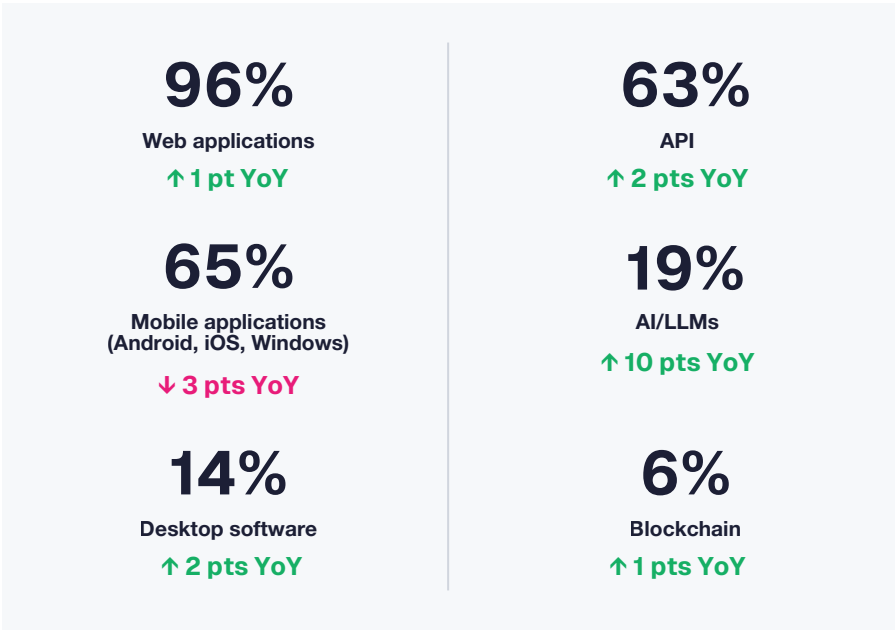 96%
Web applications
↑ 1 pt YoY
65%
Mobile applications
(Android, iOS, Windows)
↓ 3 pts YoY
14%
Desktop software
↑ 2 pts YoY
63%
API
↑ 2 pts YoY
19%
AI/LLMs
↑ 10 pts YoY
6%
Blockchain
↑ 1 pts YoY